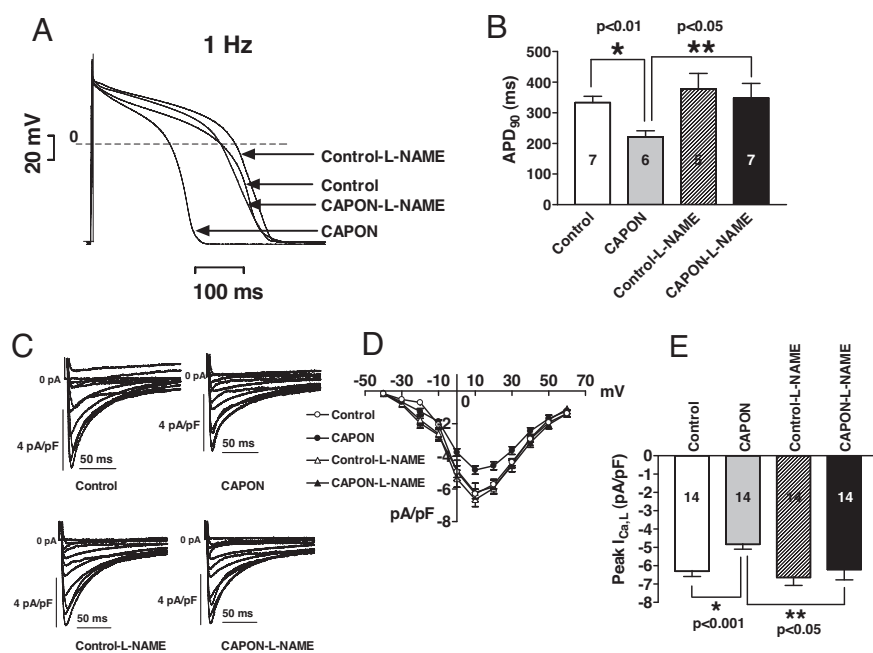 A
1 Hz
0
20 mV
Control-L-NAME
Control
CAPON-L-NAME
CAPON
100 ms
B
p<0.01
p<0.05
*
**
APD90 (ms)
500
400
300
200
100
0
7
6
5
7
Control
CAPON
Control-L-NAME
CAPON-L-NAME
C
0 pA
4 pA/pF
50 ms
Control
0 pA
4 pA/pF
50 ms
CAPON
0 pA
4 pA/pF
50 ms
Control-L-NAME
0 pA
4 pA/pF
50 ms
CAPON-L-NAME
D
-50
-30
-10
10
30
50
70
mV
0
-2
-4
-6
-8
pA/pF
Control
CAPON
Control-L-NAME
CAPON-L-NAME
E
Control
CAPON
Control-L-NAME
CAPON-L-NAME
Peak ICa,L (pA/pF)
0
-1
-2
-3
-4
-5
-6
-7
-8
14
14
14
14
*
p<0.001
**
p<0.05